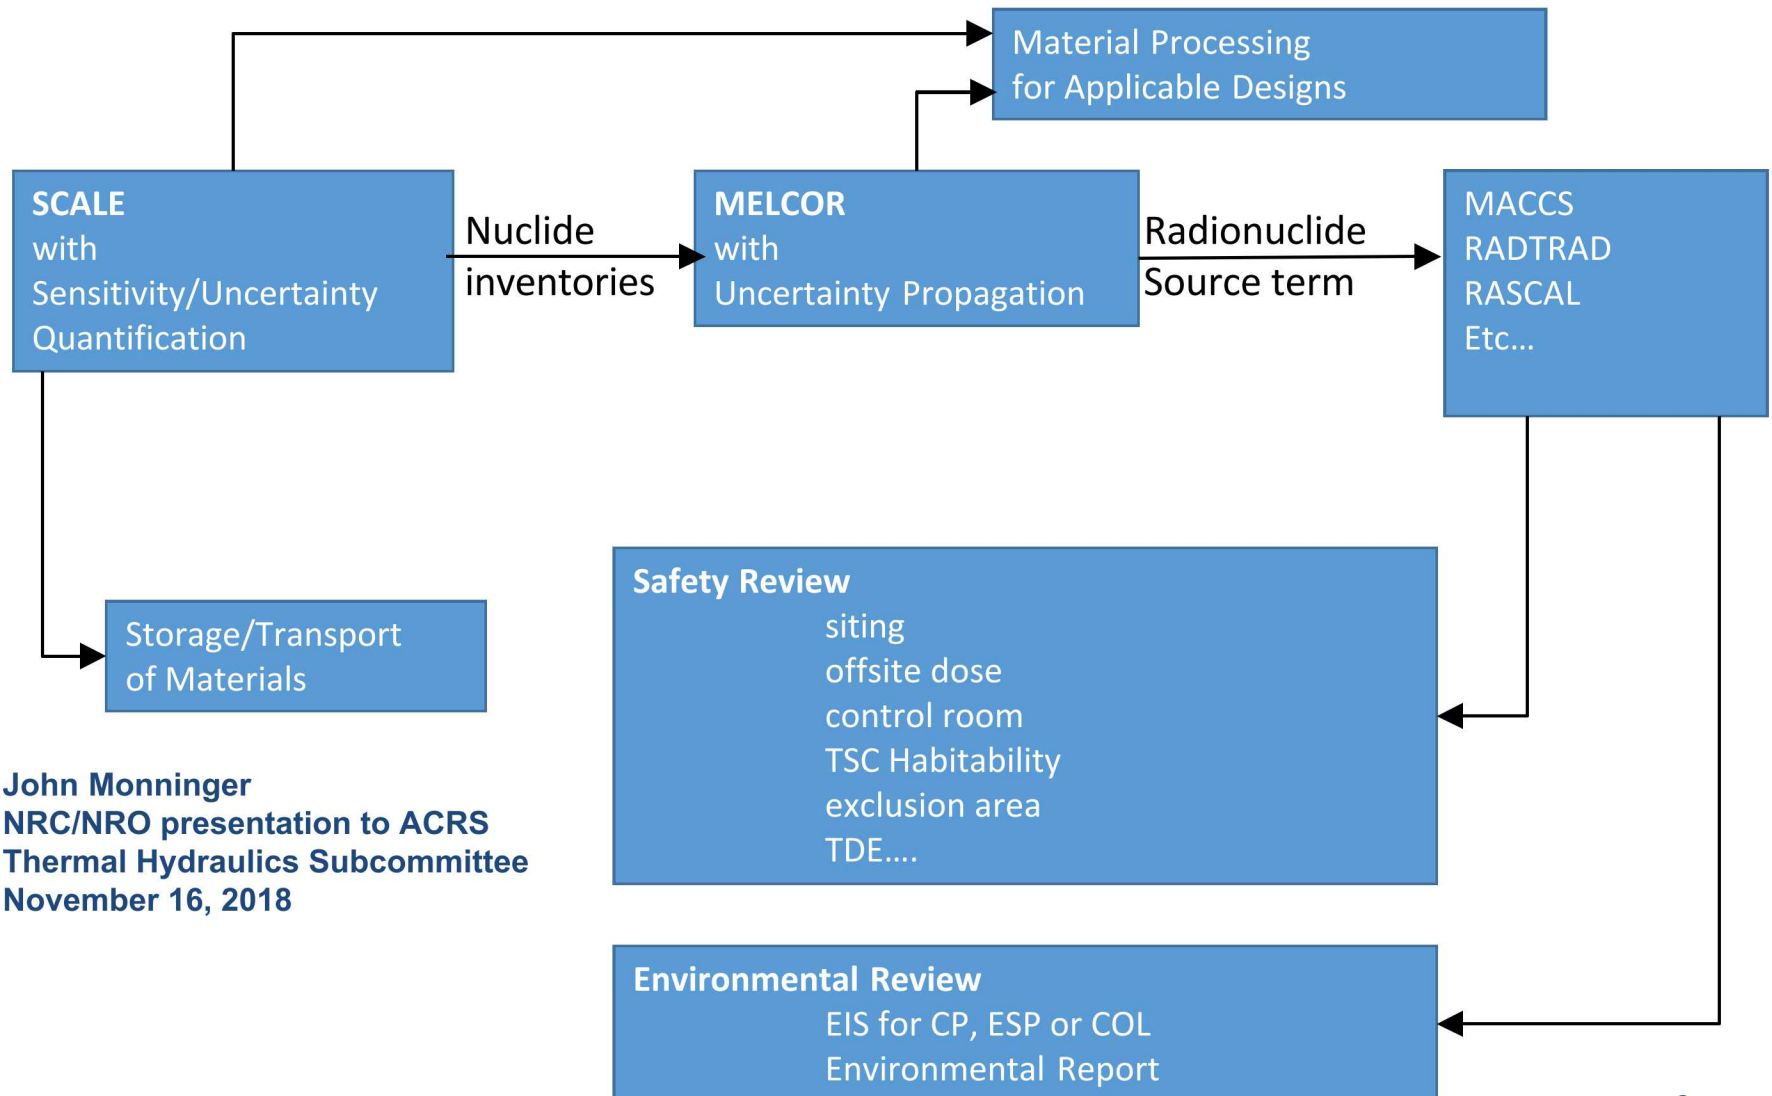 Material Processing
for Applicable Designs
SCALE
with
Sensitivity/Uncertainty
Quantification
Nuclide
inventories
MELCOR
with
Uncertainty Propagation
Radionuclide
Source term
MACCS
RADTRAD
RASCAL
Etc...
Storage/Transport
of Materials
Safety Review
siting
offsite dose
control room
TSC Habitability
exclusion area
TDE....
John Monninger
NRC/NRO presentation to ACRS
Thermal Hydraulics Subcommittee
November 16, 2018
Environmental Review
EIS for CP, ESP or COL
Environmental Report